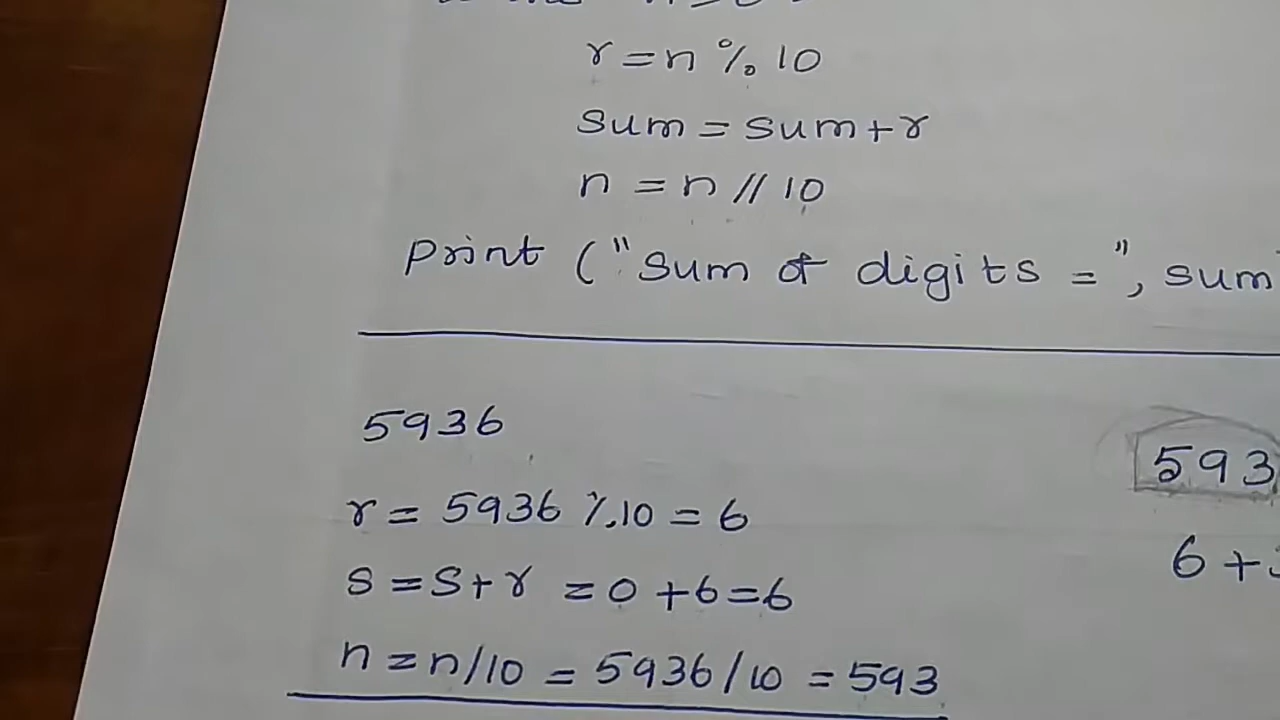 r = n % 10
sum = sum + r
n = n // 10
print ("sum of digits = ", sum
5936
593
r = 5936 % 10 = 6
s = s + r = 0 + 6 = 6
6 +
n = n / 10 = 5936 / 10 = 593